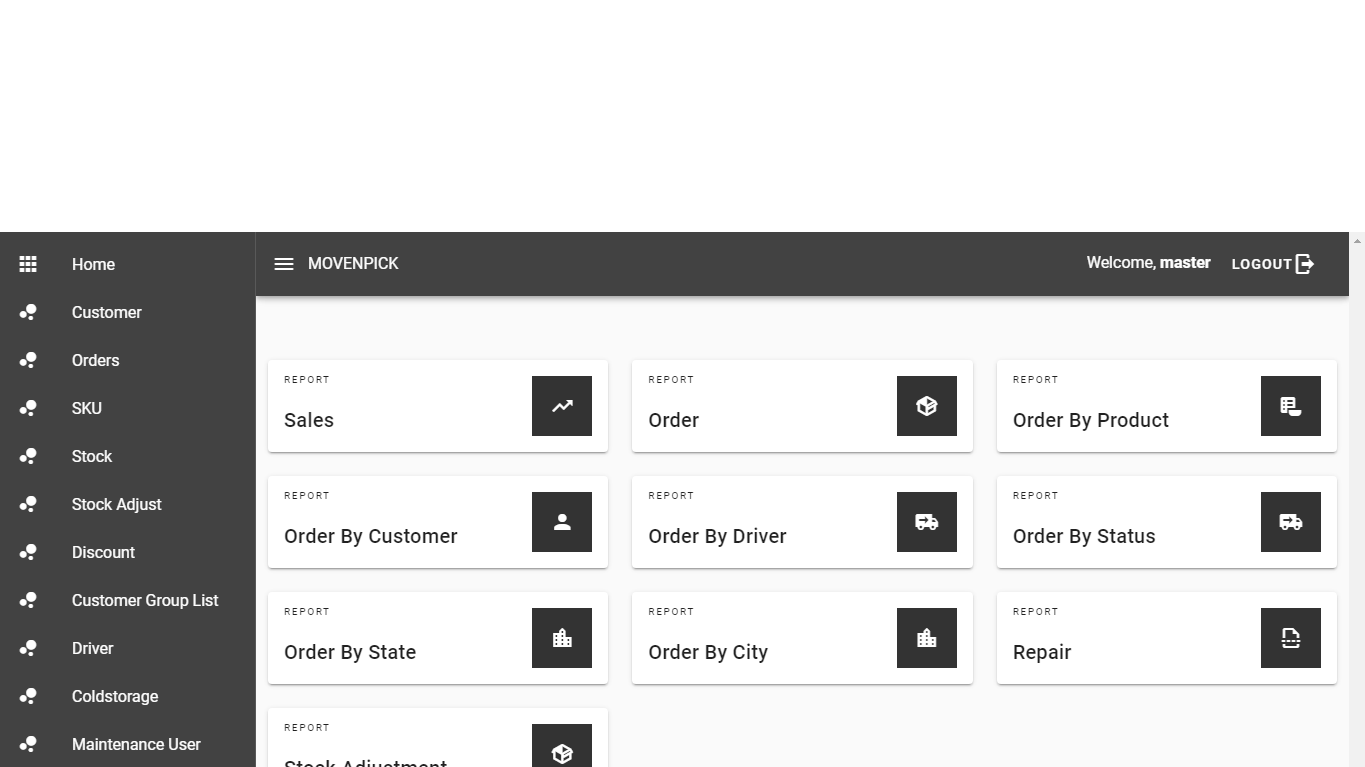 Home
Customer
Orders
SKU
Stock
Stock Adjust
Discount
Customer Group List
Driver
Coldstorage
Maintenance User
MOVENPICK
Welcome, master
LOGOUT
REPORT
Sales
REPORT
Order
REPORT
Order By Product
REPORT
Order By Customer
REPORT
Order By Driver
REPORT
Order By Status
REPORT
Order By State
REPORT
Order By City
REPORT
Repair
REPORT
Stock Adjustment